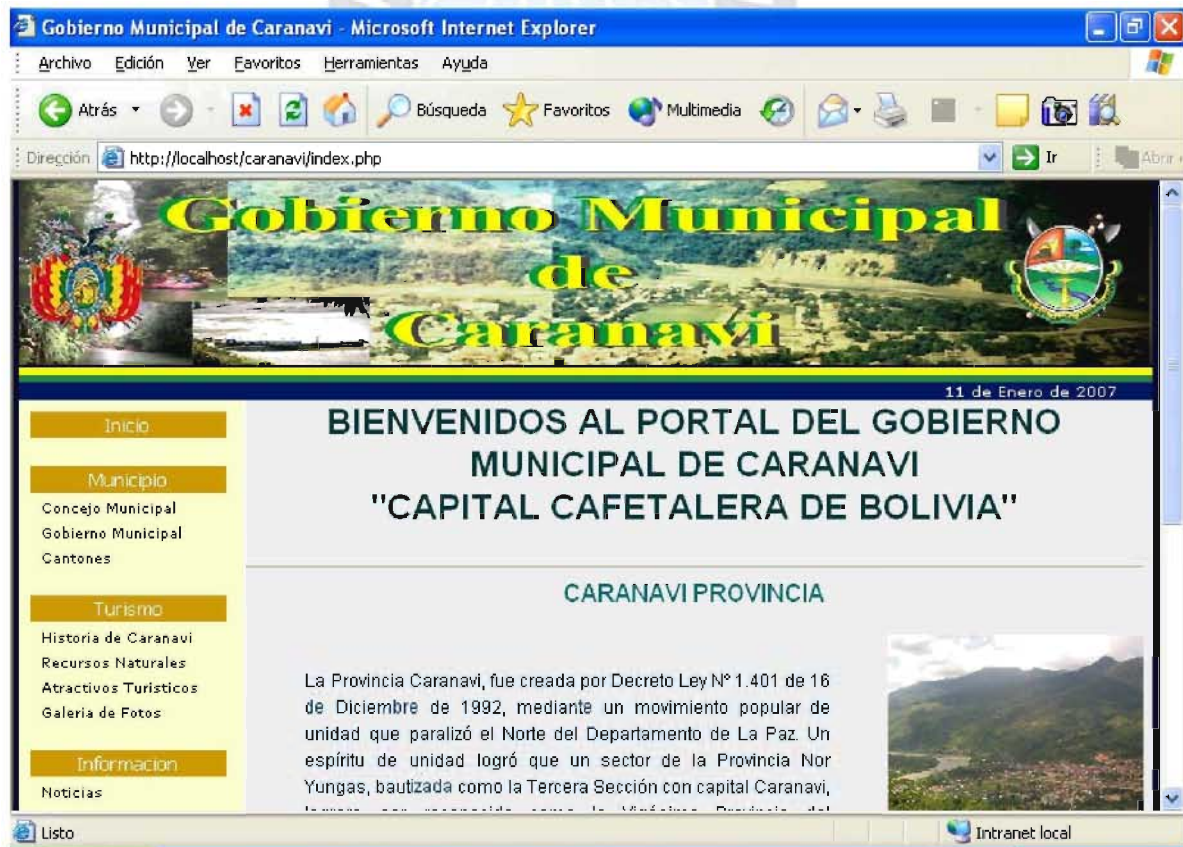 Gobierno Municipal de Caranavi - Microsoft Internet Explorer
Archivo Edición Ver Favoritos Herramientas Ayuda
Atrás Búsqueda Favoritos Multimedia
Dirección http://localhost/caranavi/index.php Ir Abrir
Gobierno Municipal
de
Caranavi
11 de Enero de 2007
Inicio
Municipio
Concejo Municipal
Gobierno Municipal
Cantones
Turismo
Historia de Caranavi
Recursos Naturales
Atractivos Turisticos
Galeria de Fotos
Informacion
Noticias
BIENVENIDOS AL PORTAL DEL GOBIERNO
MUNICIPAL DE CARANAVI
"CAPITAL CAFETALERA DE BOLIVIA"
CARANAVI PROVINCIA
La Provincia Caranavi, fue creada por Decreto Ley Nº 1.401 de 16
de Diciembre de 1992, mediante un movimiento popular de
unidad que paralizó el Norte del Departamento de La Paz. Un
espíritu de unidad logró que un sector de la Provincia Nor
Yungas, bautizada como la Tercera Sección con capital Caranavi,
Listo Intranet local